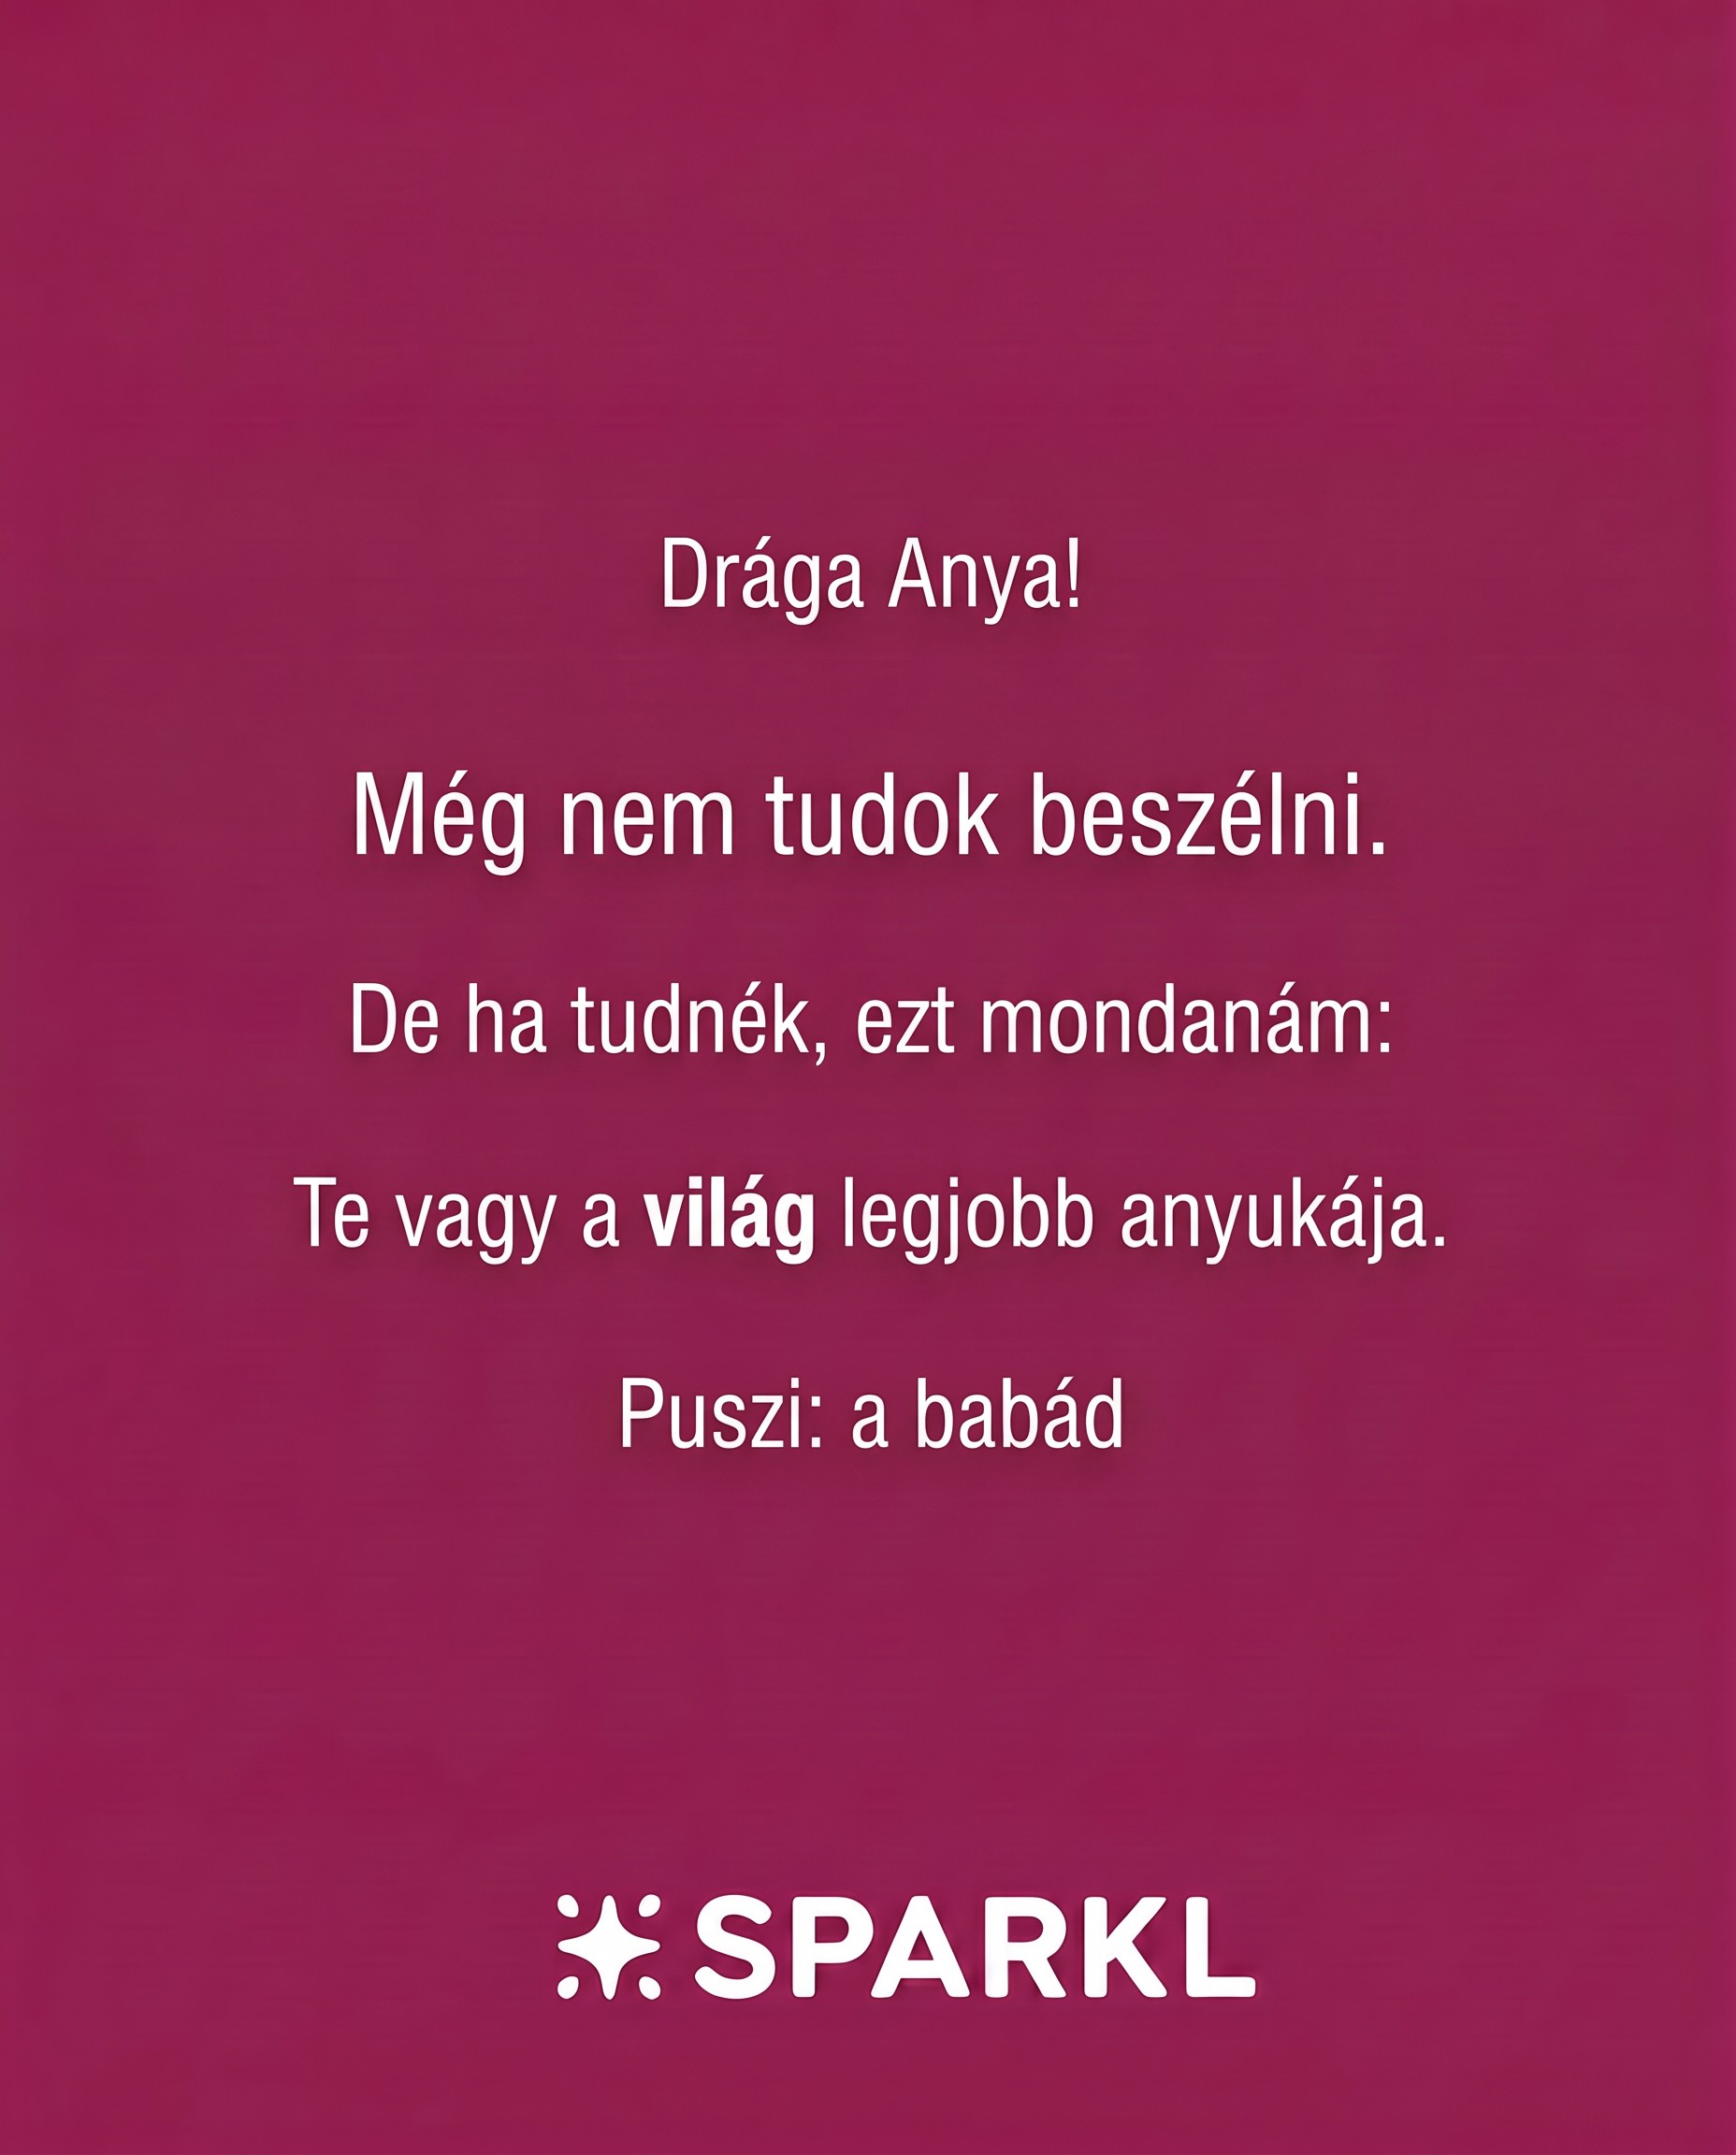 Drága Anya!
Még nem tudok beszélni.
De ha tudnék, ezt mondanám:
Te vagy a világ legjobb anyukája.
Puszi: a babád
SPARKL